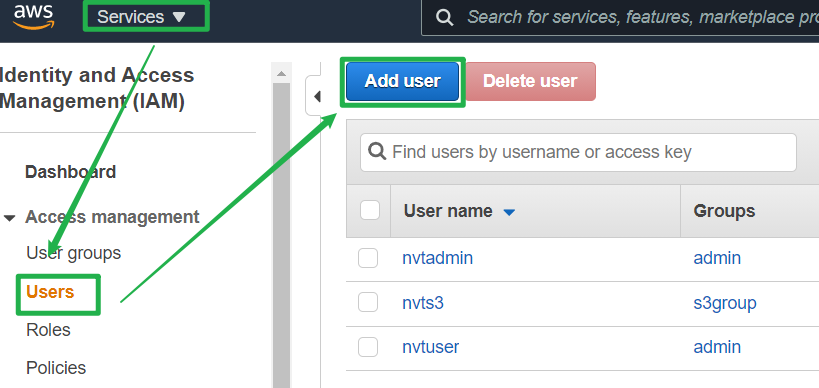 aws
Services ▼
Search for services, features, marketplace pro
Identity and Access
Management (IAM)
Dashboard
Access management
User groups
Users
Roles
Policies
Add user
Delete user
Find users by username or access key
User name
Groups
nvtadmin
admin
nvts3
s3group
nvtuser
admin